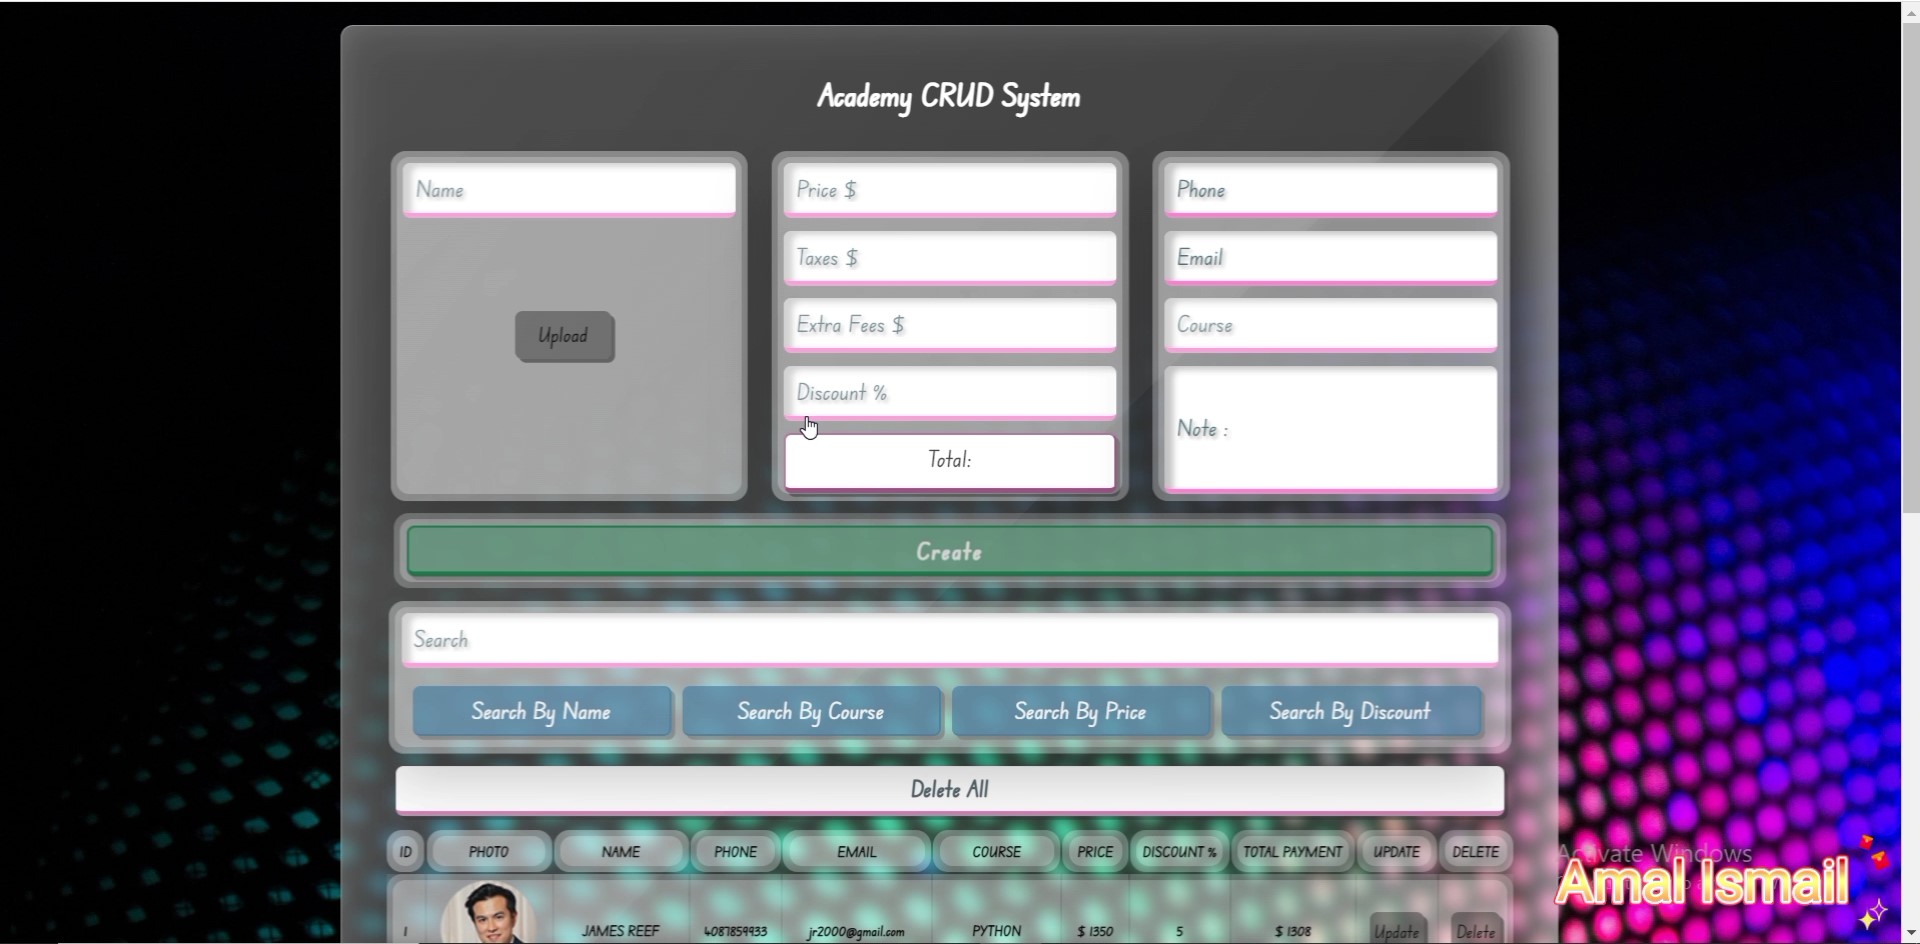 Academy CRUD System
Name
Upload
Price $
Taxes $
Extra Fees $
Discount %
Total:
Phone
Email
Course
Note :
Create
Search
Search By Name Search By Course Search By Price Search By Discount
Delete All
ID PHOTO NAME PHONE EMAIL COURSE PRICE DISCOUNT % TOTAL PAYMENT UPDATE DELETE
1 JAMES REEF 4087859933 jr2000@gmail.com PYTHON $ 1350 5 $ 1308 Update Delete
Activate Windows
Amal Ismail